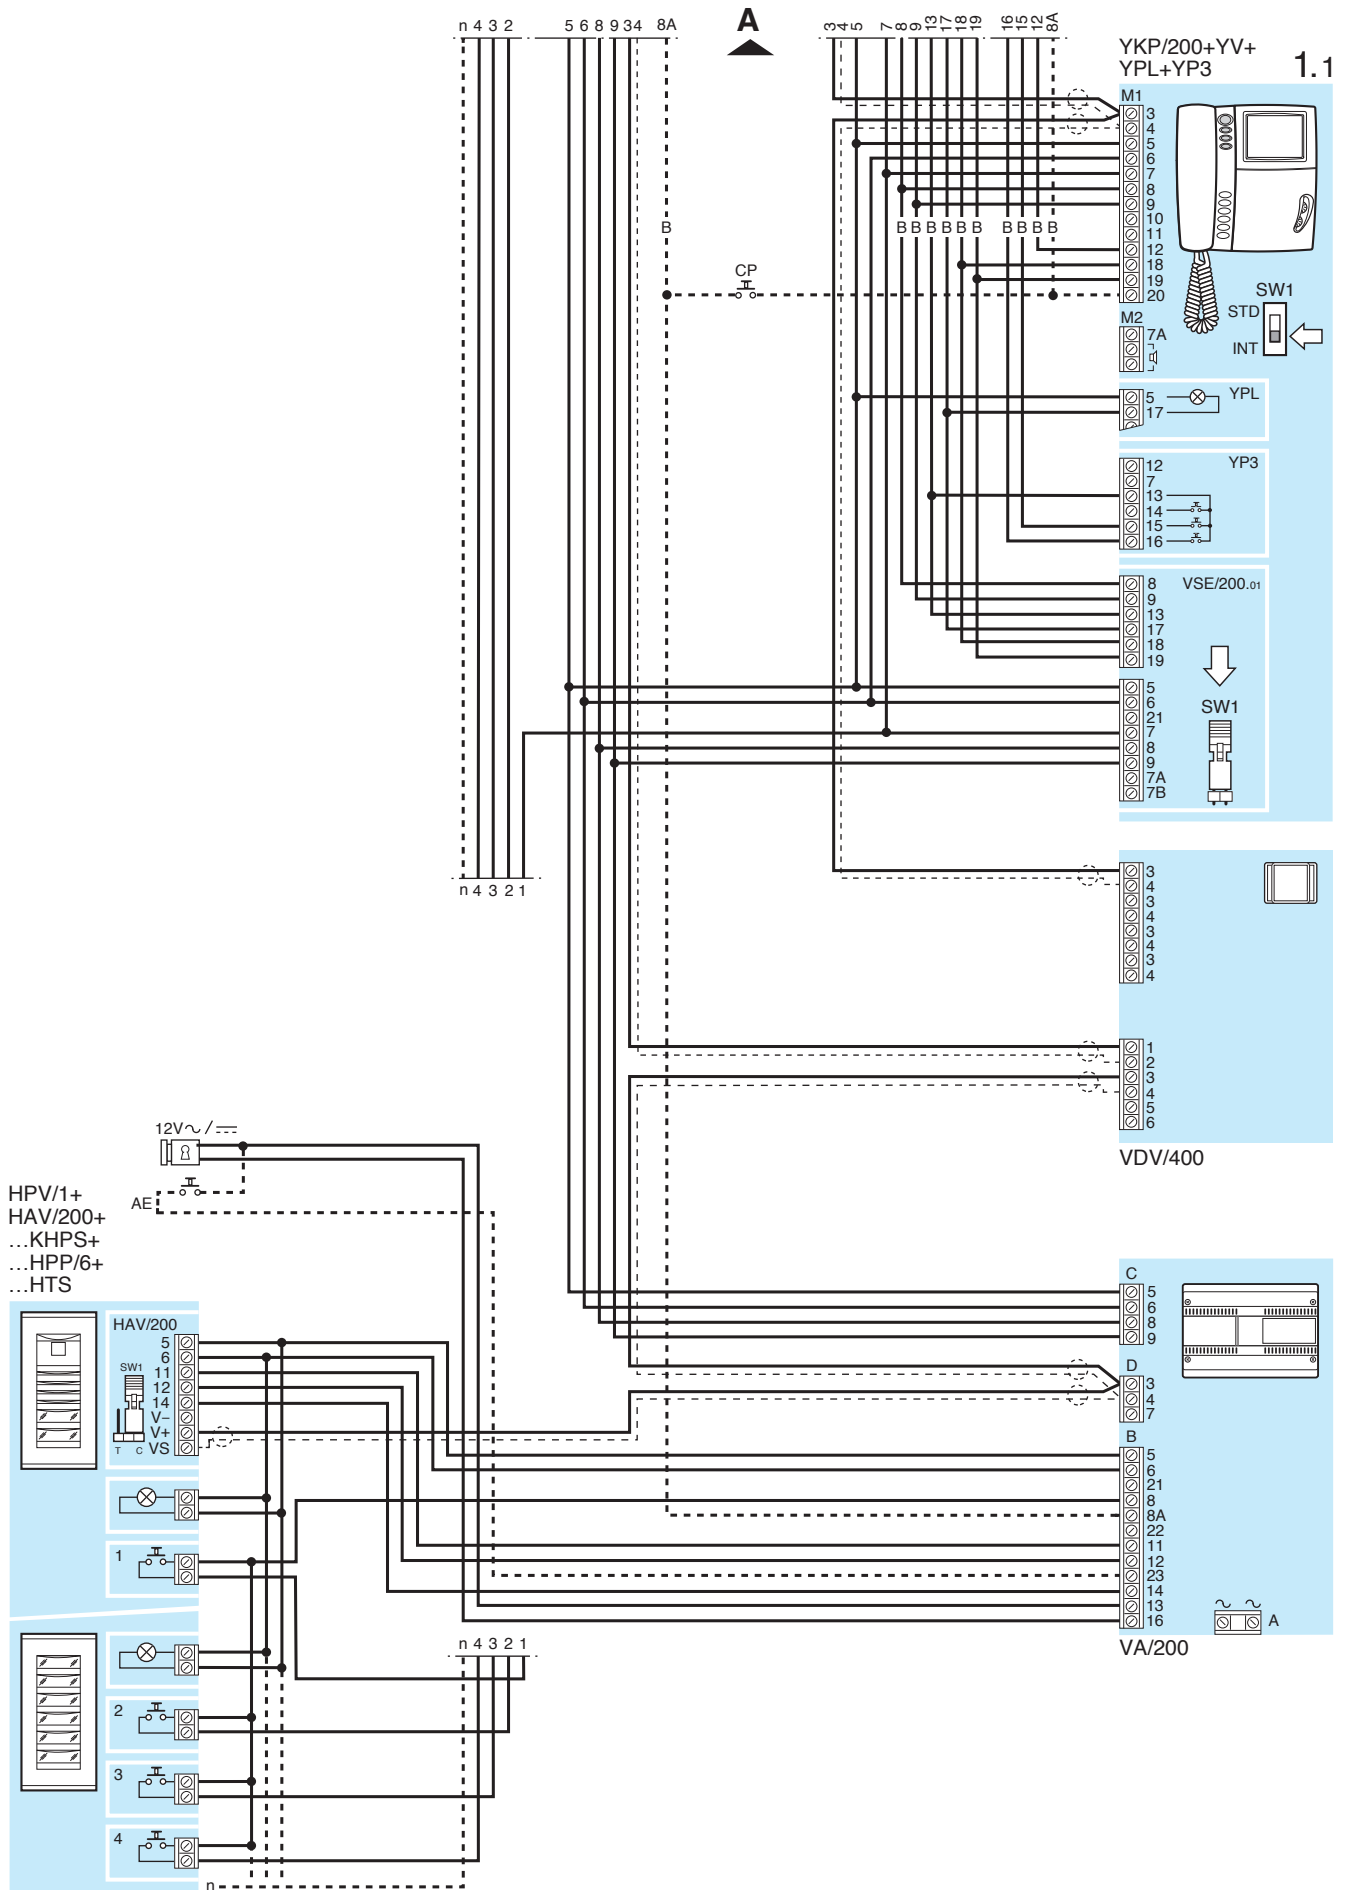 n 4 3 2
5 6 8 9 3 4 8A
A
3 4 5 7 8 9 13 17 18 19 16 15 12 8A
YKP/200+YV+
YPL+YP3
1.1
M1
3
4
5
6
7
8
9
10
11
12
18
19
20
B
B B B B B B B B B B
CP
SW1
STD
INT
M2
7A
5
17
YPL
12
7
13
14
15
16
YP3
8
9
13
17
18
19
VSE/200.01
5
6
21
7
8
9
7A
7B
SW1
n 4 3 2 1
3
4
3
4
3
4
3
4
1
2
3
4
5
6
VDV/400
12V~ /
AE
HPV/1+
HAV/200+
...KHPS+
...HPP/6+
...HTS
HAV/200
5
6
11
12
14
V–
V+
VS
SW1
T C
1
2
3
4
n
n 4 3 2 1
C
5
6
8
9
D
3
4
7
B
5
6
21
8
8A
22
11
12
23
14
13
16
~ ~
A
VA/200